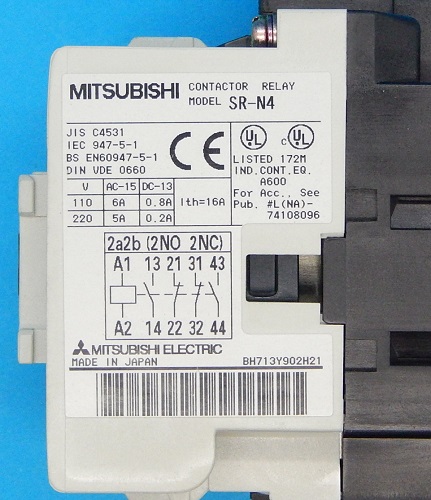 MITSUBISHI CONTACTOR RELAY
MODEL SR-N4
JIS C4531
IEC 947-5-1
BS EN60947-5-1
DIN VDE 0660
CE
UL c UL
LISTED 172M
IND.CONT.EQ.
A600
For Acc., See
Pub. #L(NA)-
74108096
V AC-15 DC-13 Ith=16A
110 6A 0.8A
220 5A 0.2A
2a2b (2NO 2NC)
A1 13 21 31 43
A2 14 22 32 44
MITSUBISHI ELECTRIC
MADE IN JAPAN BH713Y902H21